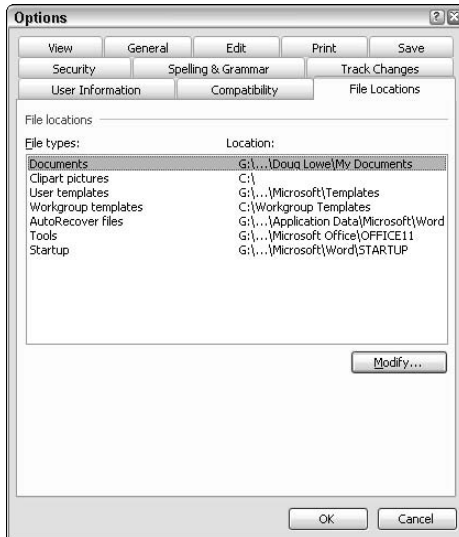 Options
View General Edit Print Save
Security Spelling & Grammar Track Changes
User Information Compatibility File Locations
File locations
File types: Location:
Documents G:\...\Doug Lowe\My Documents
Clipart pictures C:\
User templates G:\...\Microsoft\Templates
Workgroup templates C:\Workgroup Templates
AutoRecover files G:\...\Application Data\Microsoft\Word
Tools G:\...\Microsoft Office\OFFICE11
Startup G:\...\Microsoft\Word\STARTUP
Modify...
OK Cancel